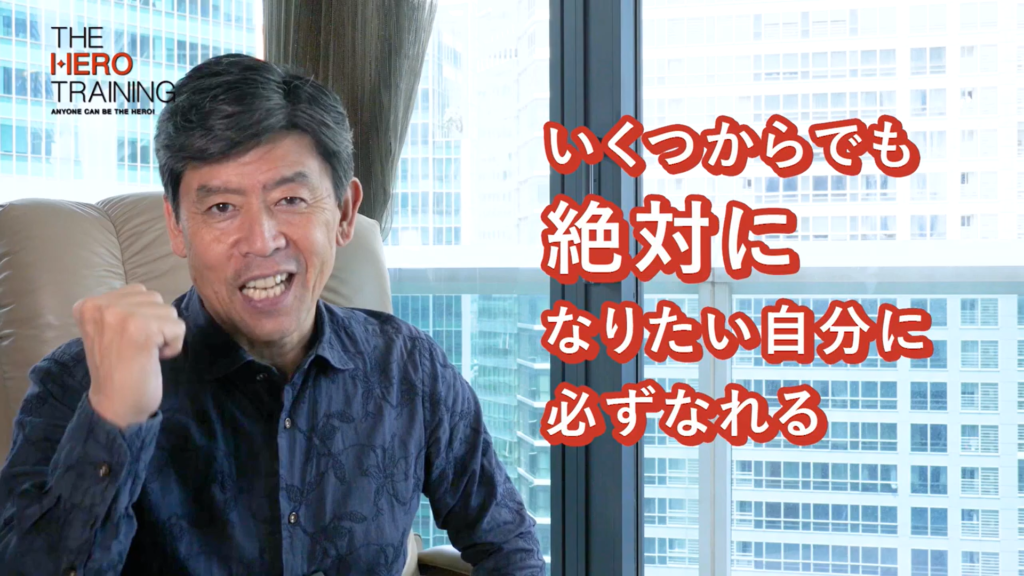 THE
HERO
TRAINING
ANYONE CAN BE THE HERO!
いくつからでも
絶対に
なりたい自分に
必ずなれる